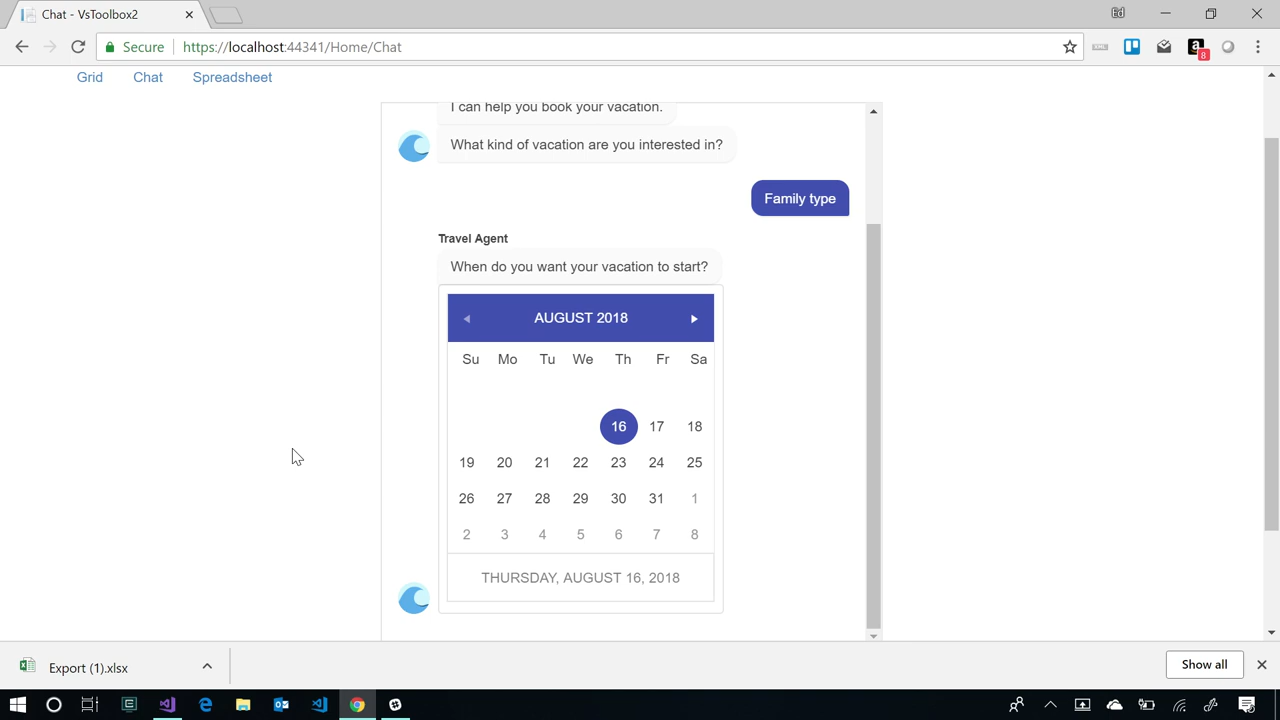 Chat - VsToolbox2
Ed
Secure https://localhost:44341/Home/Chat
8
Grid Chat Spreadsheet
I can help you book your vacation.
What kind of vacation are you interested in?
Family type
Travel Agent
When do you want your vacation to start?
AUGUST 2018
Su Mo Tu We Th Fr Sa
16 17 18
19 20 21 22 23 24 25
26 27 28 29 30 31 1
2 3 4 5 6 7 8
THURSDAY, AUGUST 16, 2018
Export (1).xlsx
Show all